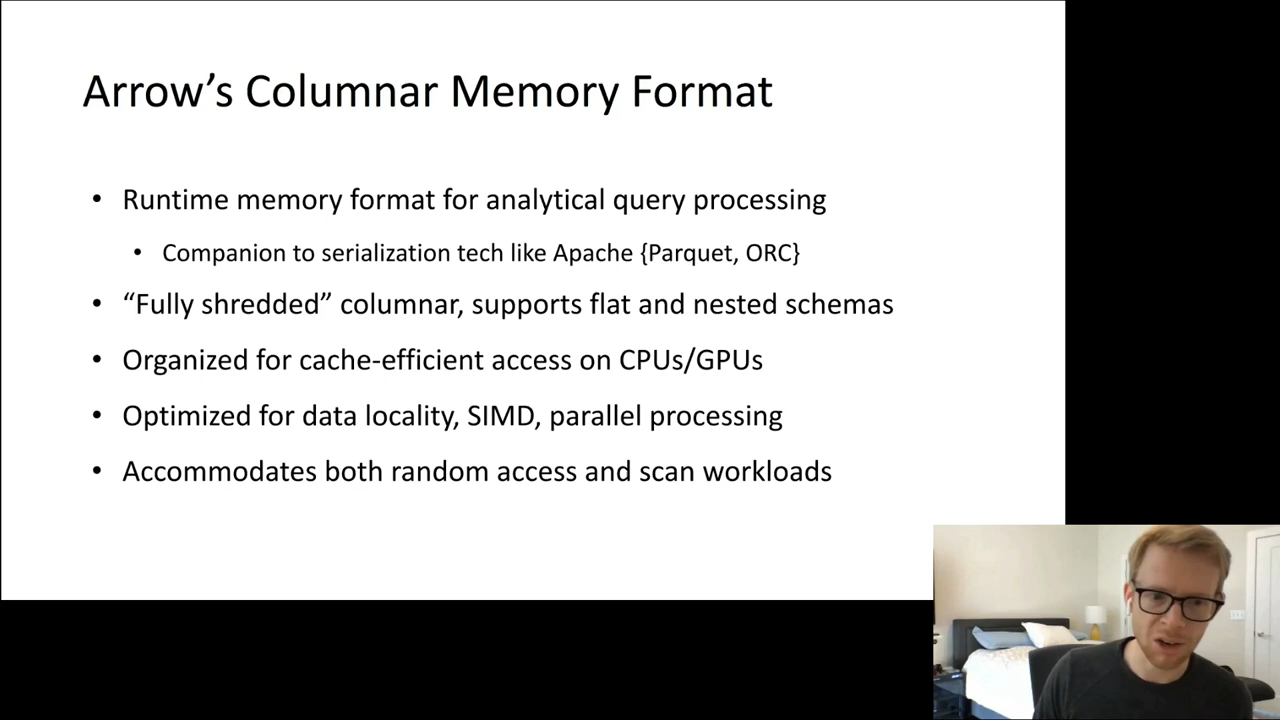 Arrow’s Columnar Memory Format
• Runtime memory format for analytical query processing
• Companion to serialization tech like Apache {Parquet, ORC}
• “Fully shredded” columnar, supports flat and nested schemas
• Organized for cache-efficient access on CPUs/GPUs
• Optimized for data locality, SIMD, parallel processing
• Accommodates both random access and scan workloads